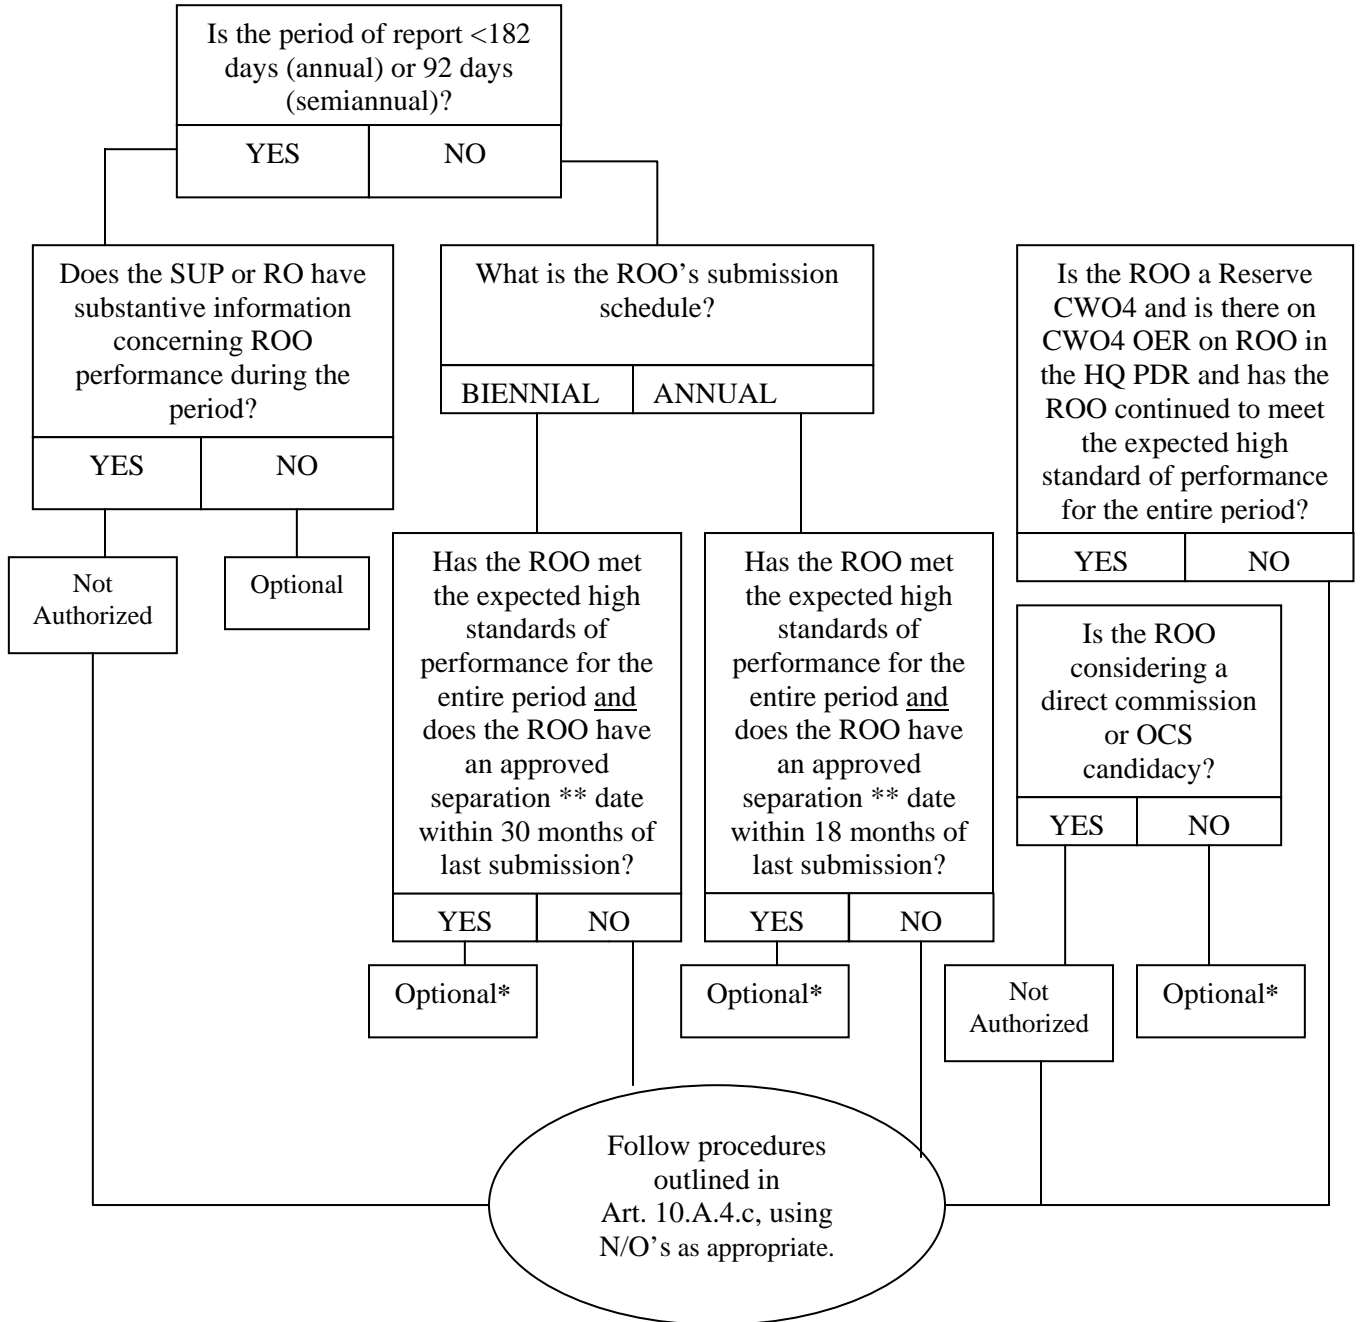 Is the period of report <182
days (annual) or 92 days
(semiannual)?
YES
NO
Does the SUP or RO have
substantive information
concerning ROO
performance during the
period?
YES
NO
Not
Authorized
Optional
What is the ROO’s submission
schedule?
BIENNIAL
ANNUAL
Has the ROO met
the expected high
standards of
performance for the
entire period and
does the ROO have
an approved
separation ** date
within 30 months of
last submission?
YES
NO
Optional*
Has the ROO met
the expected high
standards of
performance for the
entire period and
does the ROO have
an approved
separation ** date
within 18 months of
last submission?
YES
NO
Optional*
Is the ROO a Reserve
CWO4 and is there on
CWO4 OER on ROO in
the HQ PDR and has the
ROO continued to meet
the expected high
standard of performance
for the entire period?
YES
NO
Is the ROO
considering a
direct commission
or OCS
candidacy?
YES
NO
Not
Authorized
Optional*
Follow procedures
outlined in
Art. 10.A.4.c, using
N/O’s as appropriate.